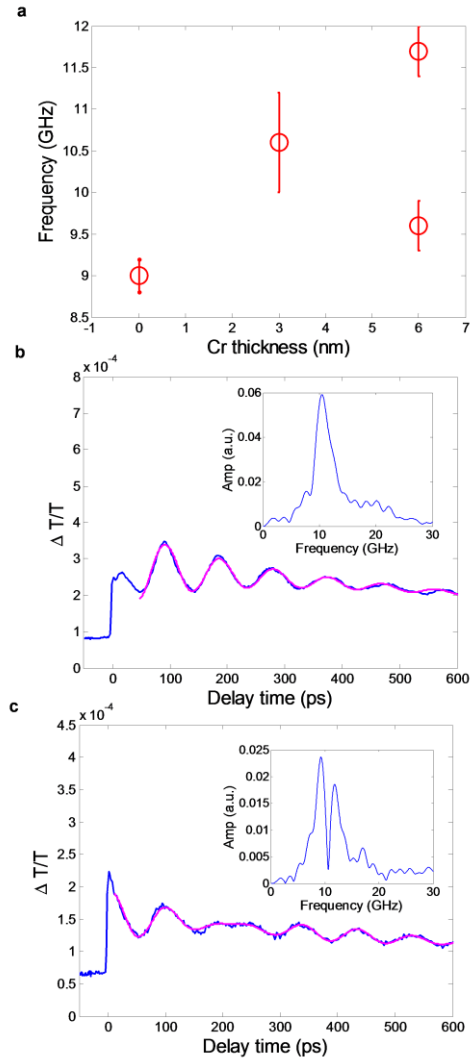 a
12
11.5
11
10.5
10
9.5
9
8.5
Frequency (GHz)
-1 0 1 2 3 4 5 6 7
Cr thickness (nm)
b
x 10⁻⁴
8
7
6
5
4
3
2
1
0
Δ T/T
0.06
0.04
0.02
0
Amp (a.u.)
0 10 20 30
Frequency (GHz)
0 100 200 300 400 500 600
Delay time (ps)
c
x 10⁻⁴
4.5
4
3.5
3
2.5
2
1.5
1
0.5
0
Δ T/T
0.025
0.02
0.015
0.01
0.005
0
Amp (a.u.)
0 10 20 30
Frequency (GHz)
0 100 200 300 400 500 600
Delay time (ps)